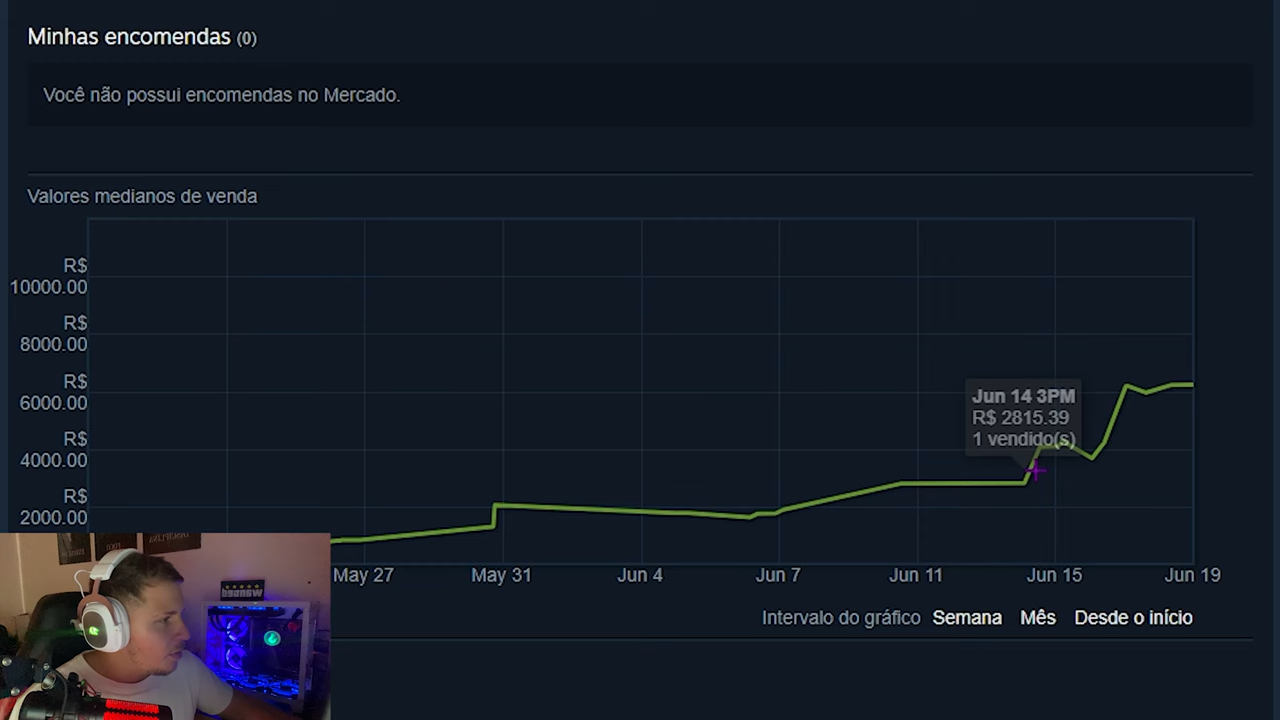 Minhas encomendas (0)
Você não possui encomendas no Mercado.
Valores medianos de venda
R$
10000.00
R$
8000.00
R$
6000.00
R$
4000.00
R$
2000.00
Jun 14 3PM
R$ 2815.39
1 vendido(s)
May 27
May 31
Jun 4
Jun 7
Jun 11
Jun 15
Jun 19
Intervalo do gráfico Semana Mês Desde o início